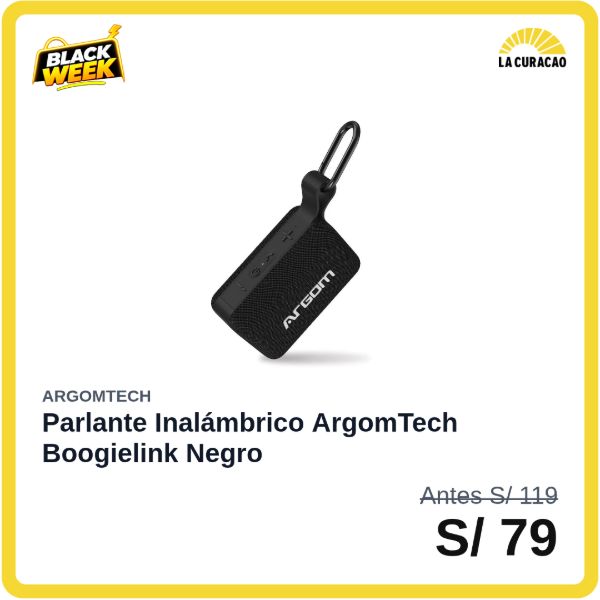 BLACK
WEEK
LA CURACAO
ARGOM
ARGOMTECH
Parlante Inalámbrico ArgomTech
Boogielink Negro
Antes S/ 119
S/ 79